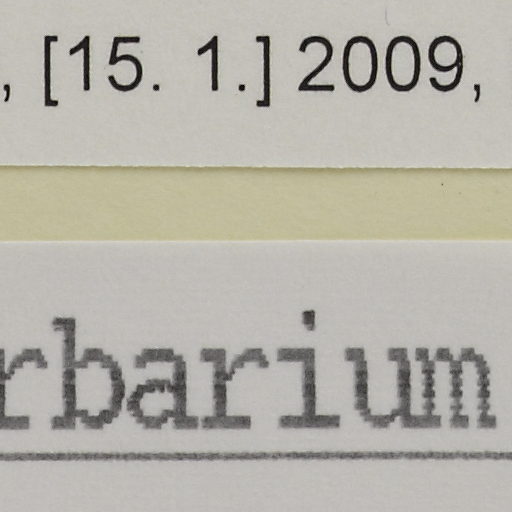 , [15. 1.] 2009,
rbarium